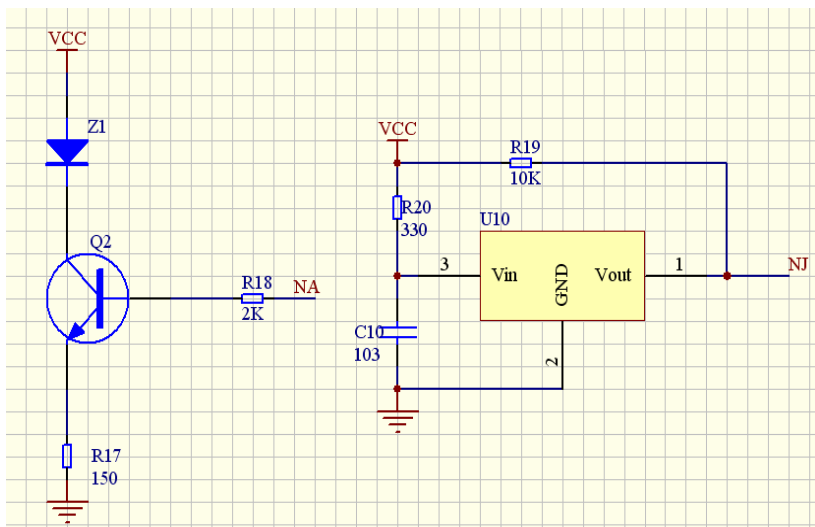 VCC
Z1
Q2
R18
NA
2K
R17
150
VCC
R19
10K
R20
330
U10
3
Vin
GND
Vout
1
NJ
C10
103
2